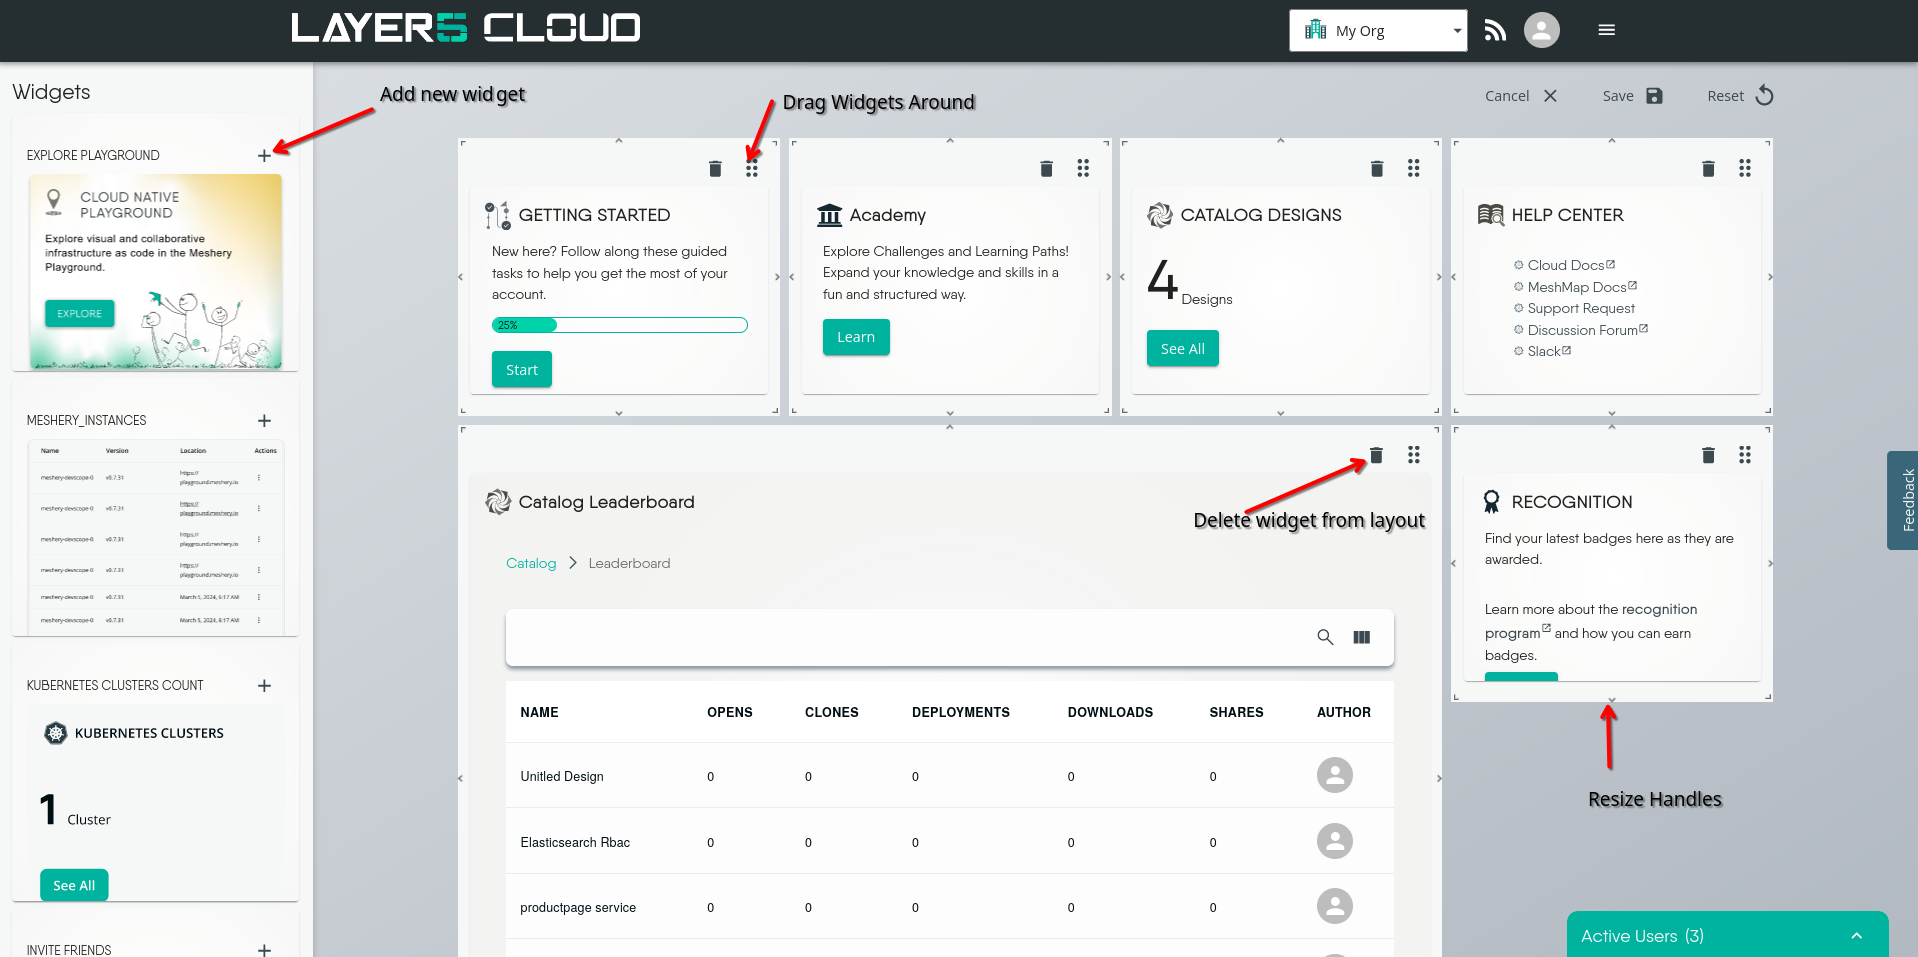 LAYER5 CLOUD
My Org
Widgets
Add new widget
Drag Widgets Around
Cancel
Save
Reset
EXPLORE PLAYGROUND
CLOUD NATIVE
PLAYGROUND
Explore visual and collaborative
infrastructure as code in the Meshery
Playground.
EXPLORE
MESHERY_INSTANCES
Name Version Location Actions
meshery-devscope-0 v0.7.31 https://
playground.meshery.io
meshery-devscope-0 v0.7.31 https://
playground.meshery.io
meshery-devscope-0 v0.7.31 https://
playground.meshery.io
meshery-devscope-0 v0.7.31 https://
playground.meshery.io
meshery-devscope-0 v0.7.31 March 5, 2024, 6:17 AM
meshery-devscope-0 v0.7.31 March 5, 2024, 6:17 AM
KUBERNETES CLUSTERS COUNT
KUBERNETES CLUSTERS
1 Cluster
See All
INVITE FRIENDS
GETTING STARTED
New here? Follow along these guided
tasks to help you get the most of your
account.
25%
Start
Academy
Explore Challenges and Learning Paths!
Expand your knowledge and skills in a
fun and structured way.
Learn
CATALOG DESIGNS
4 Designs
See All
HELP CENTER
Cloud Docs
MeshMap Docs
Support Request
Discussion Forum
Slack
Catalog Leaderboard
Delete widget from layout
Catalog > Leaderboard
NAME OPENS CLONES DEPLOYMENTS DOWNLOADS SHARES AUTHOR
Unitled Design 0 0 0 0 0
Elasticsearch Rbac 0 0 0 0 0
productpage service 0 0 0 0 0
RECOGNITION
Find your latest badges here as they are
awarded.
Learn more about the recognition
program and how you can earn
badges.
Resize Handles
Feedback
Active Users (3)